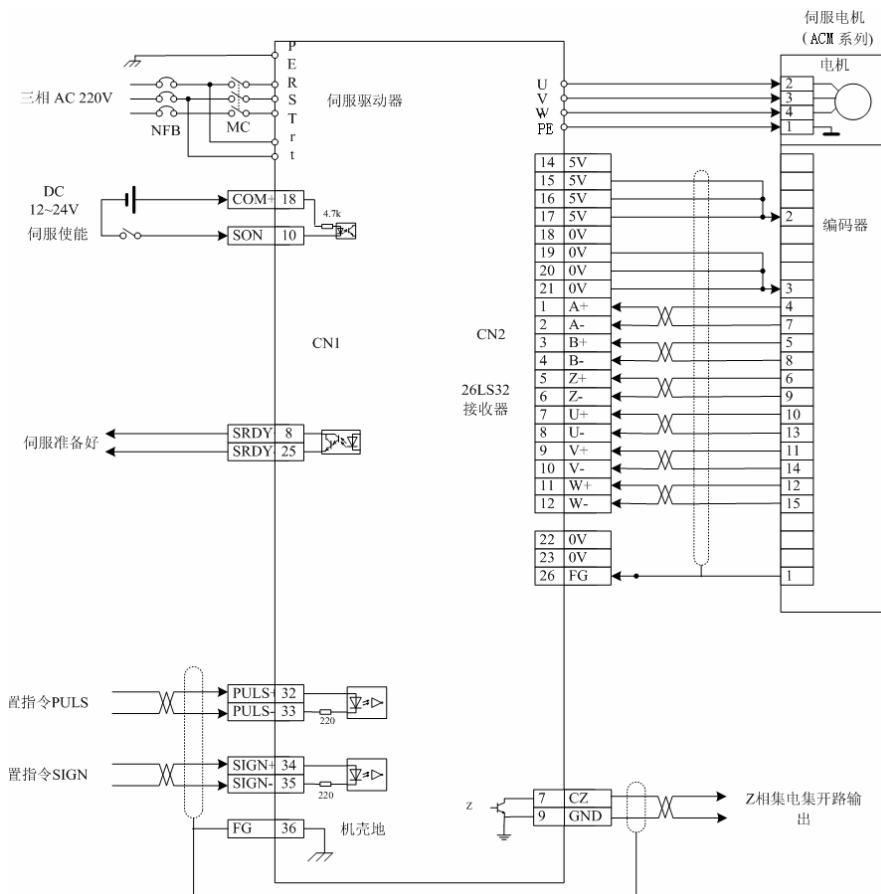 伺服电机
(ACM 系列)
电机
P
E
R
S
T
r
t
三相 AC 220V
NFB
MC
伺服驱动器
U
V
W
PE
2
3
4
1
DC
12~24V
伺服使能
COM+ 18
SON 10
4.7k
14 5V
15 5V
16 5V
17 5V
18 0V
19 0V
20 0V
21 0V
1 A+
2 A-
3 B+
4 B-
5 Z+
6 Z-
7 U+
8 U-
9 V+
10 V-
11 W+
12 W-
22 0V
23 0V
26 FG
2
3
4
7
5
8
6
9
10
13
11
14
12
15
1
编码器
CN1
CN2
26LS32
接收器
伺服准备好
SRDY 8
SRDY 25
置指令PULS
PULS+ 32
PULS- 33
220
置指令SIGN
SIGN+ 34
SIGN- 35
220
FG 36
机壳地
Z
7 CZ
9 GND
Z相集电集开路输
出